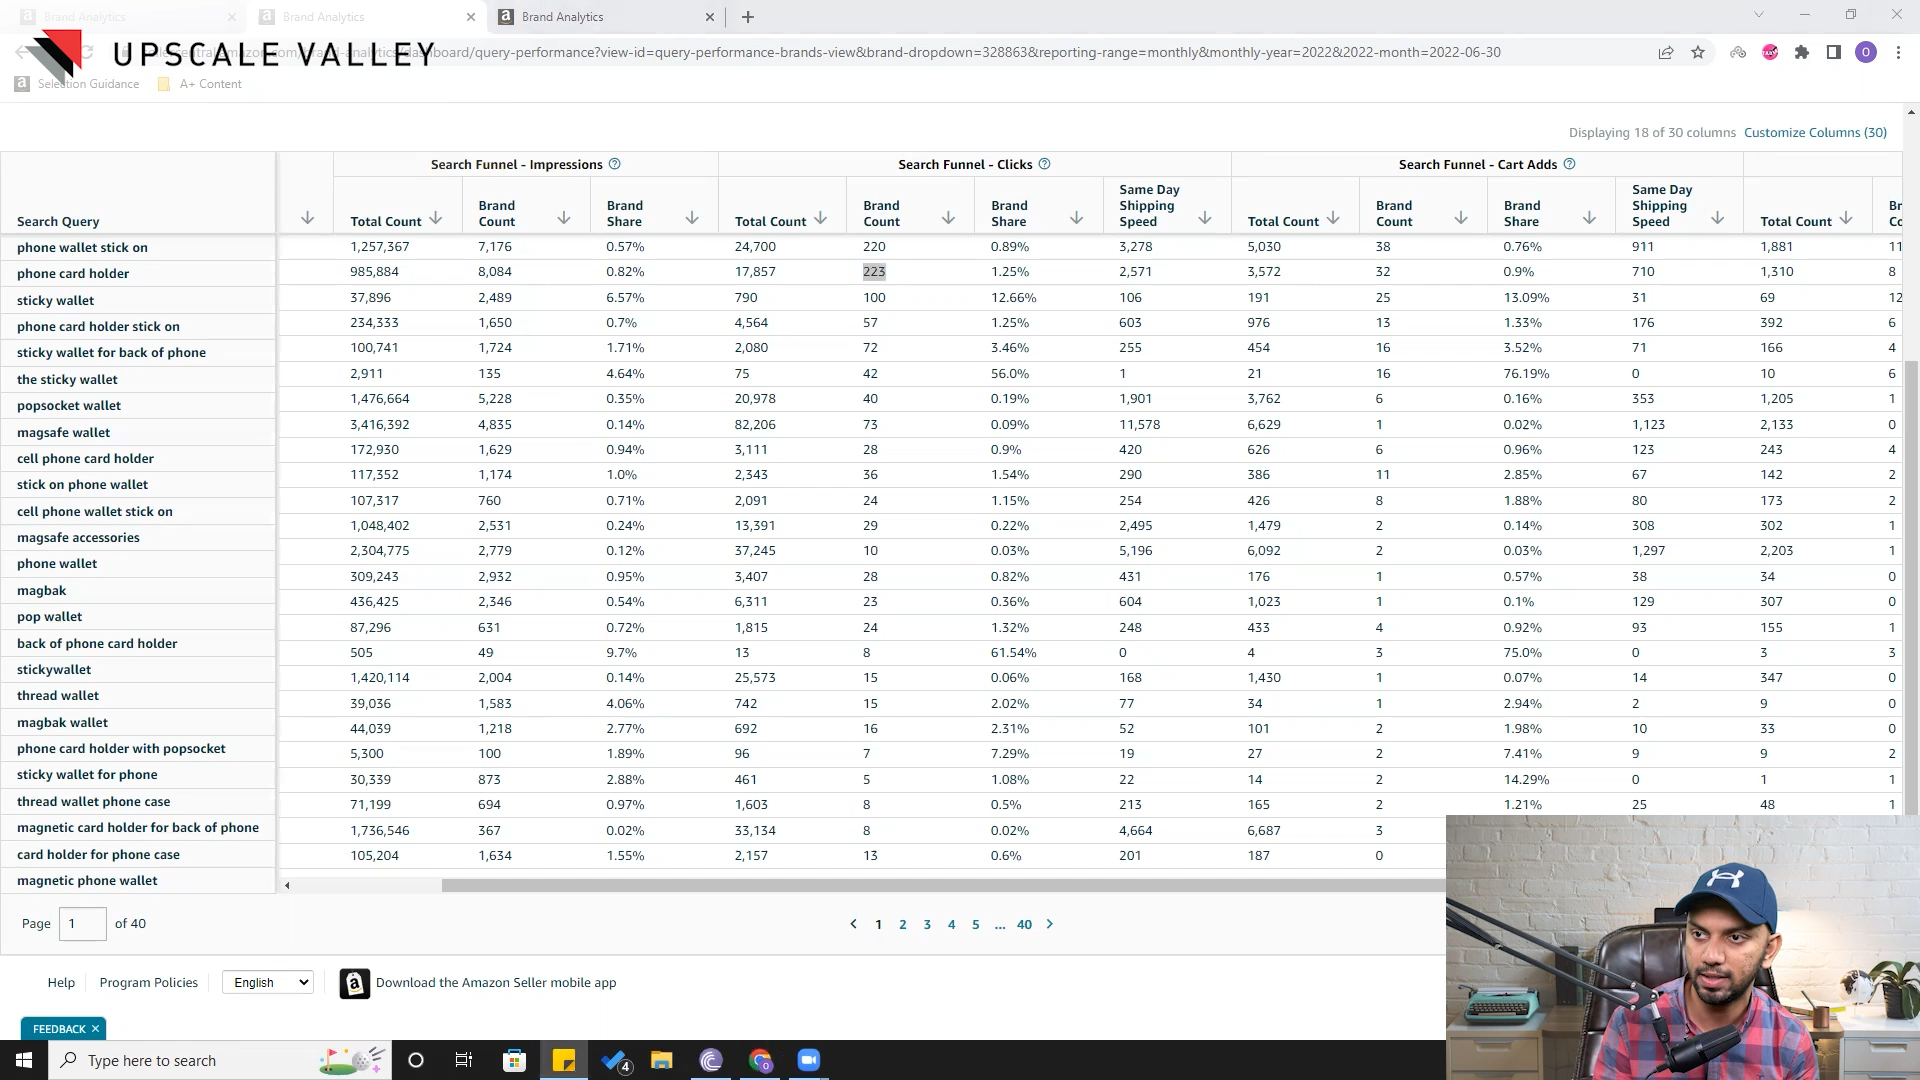 Brand Analytics
Brand Analytics
Brand Analytics
UPSCALE VALLEY
dashboard/query-performance?view-id=query-performance-brands-view&brand-dropdown=328863&reporting-range=monthly&monthly-year=2022&2022-month=2022-06-30
Selection Guidance
A+ Content
Displaying 18 of 30 columns Customize Columns (30)
Search Funnel - Impressions Search Funnel - Clicks Search Funnel - Cart Adds
Search Query Total Count Brand Count Brand Share Total Count Brand Count Brand Share Same Day Shipping Speed Total Count Brand Count Brand Share Same Day Shipping Speed Total Count
phone wallet stick on 1,257,367 7,176 0.57% 24,700 220 0.89% 3,278 5,030 38 0.76% 911 1,881 11
phone card holder 985,884 8,084 0.82% 17,857 223 1.25% 2,571 3,572 32 0.9% 710 1,310 8
sticky wallet 37,896 2,489 6.57% 790 100 12.66% 106 191 25 13.09% 31 69 12
phone card holder stick on 234,333 1,650 0.7% 4,564 57 1.25% 603 976 13 1.33% 176 392 6
sticky wallet for back of phone 100,741 1,724 1.71% 2,080 72 3.46% 255 454 16 3.52% 71 166 4
the sticky wallet 2,911 135 4.64% 75 42 56.0% 1 21 16 76.19% 0 10 6
popsocket wallet 1,476,664 5,228 0.35% 20,978 40 0.19% 1,901 3,762 6 0.16% 353 1,205 1
magsafe wallet 3,416,392 4,835 0.14% 82,206 73 0.09% 11,578 6,629 1 0.02% 1,123 2,133 0
cell phone card holder 172,930 1,629 0.94% 3,111 28 0.9% 420 626 6 0.96% 123 243 4
stick on phone wallet 117,352 1,174 1.0% 2,343 36 1.54% 290 386 11 2.85% 67 142 2
cell phone wallet stick on 107,317 760 0.71% 2,091 24 1.15% 254 426 8 1.88% 80 173 2
magsafe accessories 1,048,402 2,531 0.24% 13,391 29 0.22% 2,495 1,479 2 0.14% 308 302 1
phone wallet 2,304,775 2,779 0.12% 37,245 10 0.03% 5,196 6,092 2 0.03% 1,297 2,203 1
magbak 309,243 2,932 0.95% 3,407 28 0.82% 431 176 1 0.57% 38 34 0
pop wallet 436,425 2,346 0.54% 6,311 23 0.36% 604 1,023 1 0.1% 129 307 0
back of phone card holder 87,296 631 0.72% 1,815 24 1.32% 248 433 4 0.92% 93 155 1
stickywallet 505 49 9.7% 13 8 61.54% 0 4 3 75.0% 0 3 3
thread wallet 1,420,114 2,004 0.14% 25,573 15 0.06% 168 1,430 1 0.07% 14 347 0
magbak wallet 39,036 1,583 4.06% 742 15 2.02% 77 34 1 2.94% 2 9 0
phone card holder with popsocket 44,039 1,218 2.77% 692 16 2.31% 52 101 2 1.98% 10 33 0
sticky wallet for phone 5,300 100 1.89% 96 7 7.29% 19 27 2 7.41% 9 9 2
thread wallet phone case 30,339 873 2.88% 461 5 1.08% 22 14 2 14.29% 0 1 1
magnetic card holder for back of phone 71,199 694 0.97% 1,603 8 0.5% 213 165 2 1.21% 25 48 1
card holder for phone case 1,736,546 367 0.02% 33,134 8 0.02% 4,664 6,687 3
magnetic phone wallet 105,204 1,634 1.55% 2,157 13 0.6% 201 187 0
Page 1 of 40
1 2 3 4 5 ... 40
Help Program Policies English Download the Amazon Seller mobile app
FEEDBACK
Type here to search
4